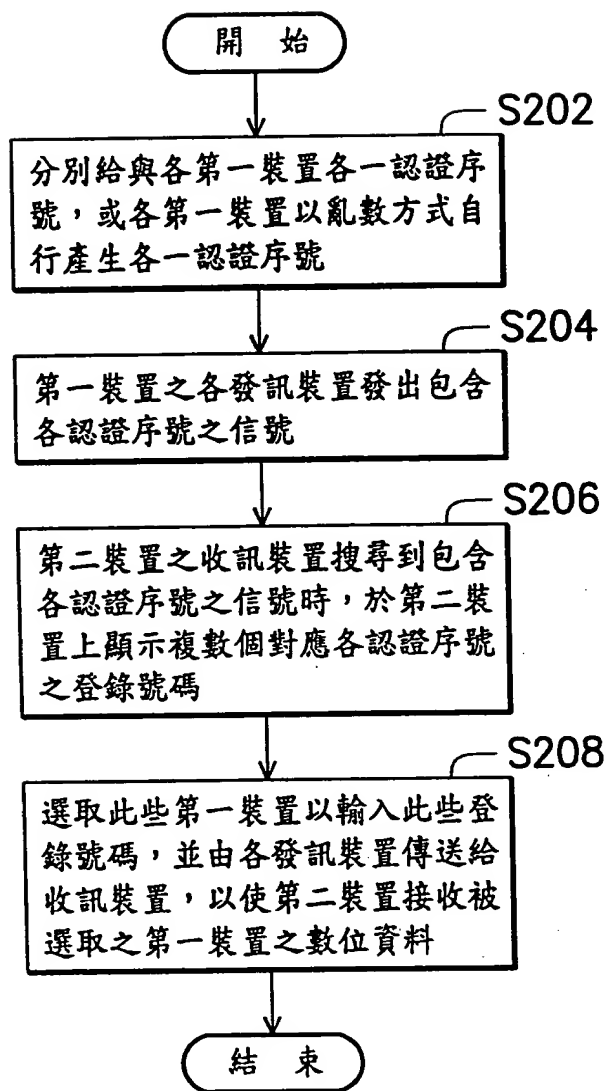 開 始
S202
分別給與各第一裝置各一認證序
號，或各第一裝置以亂數方式自
行產生各一認證序號
S204
第一裝置之各發訊裝置發出包含
各認證序號之信號
S206
第二裝置之收訊裝置搜尋到包含
各認證序號之信號時，於第二裝
置上顯示複數個對應各認證序號
之登錄號碼
S208
選取此些第一裝置以輸入此些登
錄號碼，並由各發訊裝置傳送給
收訊裝置，以使第二裝置接收被
選取之第一裝置之數位資料
結 束